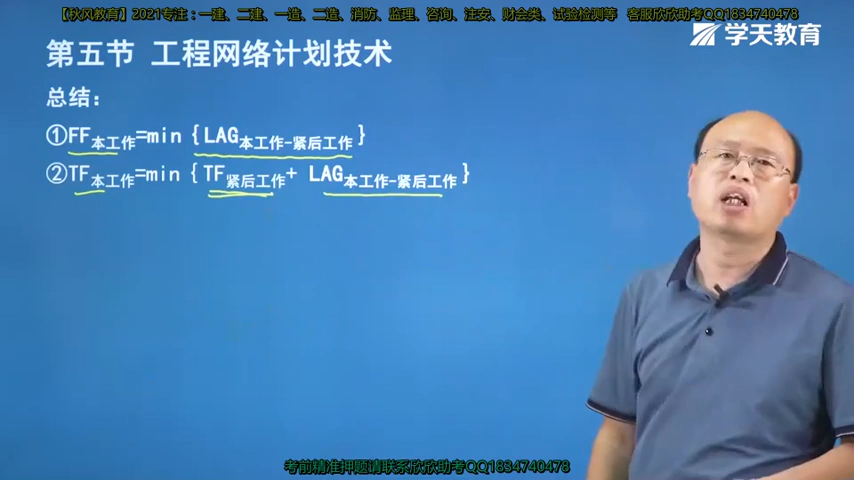 【秋风教育】2021专注：一建、二建、一造、二造、消防、监理、咨询、注安、财会类、试验检测等 客服欣欣助考QQ1834740478
学天教育
第五节 工程网络计划技术
总结：
①FF本工作=min｛LAG本工作-紧后工作｝
②TF本工作=min｛TF紧后工作+ LAG本工作-紧后工作｝
考前精准押题请联系欣欣助考QQ1834740478